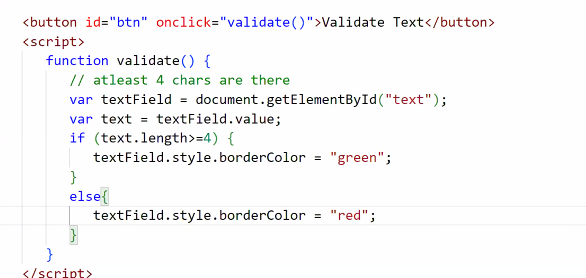 <button id="btn" onclick="validate()">Validate Text</button>
<script>
function validate() {
// atleast 4 chars are there
var textField = document.getElementById("text");
var text = textField.value;
if (text.length>=4) {
textField.style.borderColor = "green";
}
else{
textField.style.borderColor = "red";
}
}
</script>